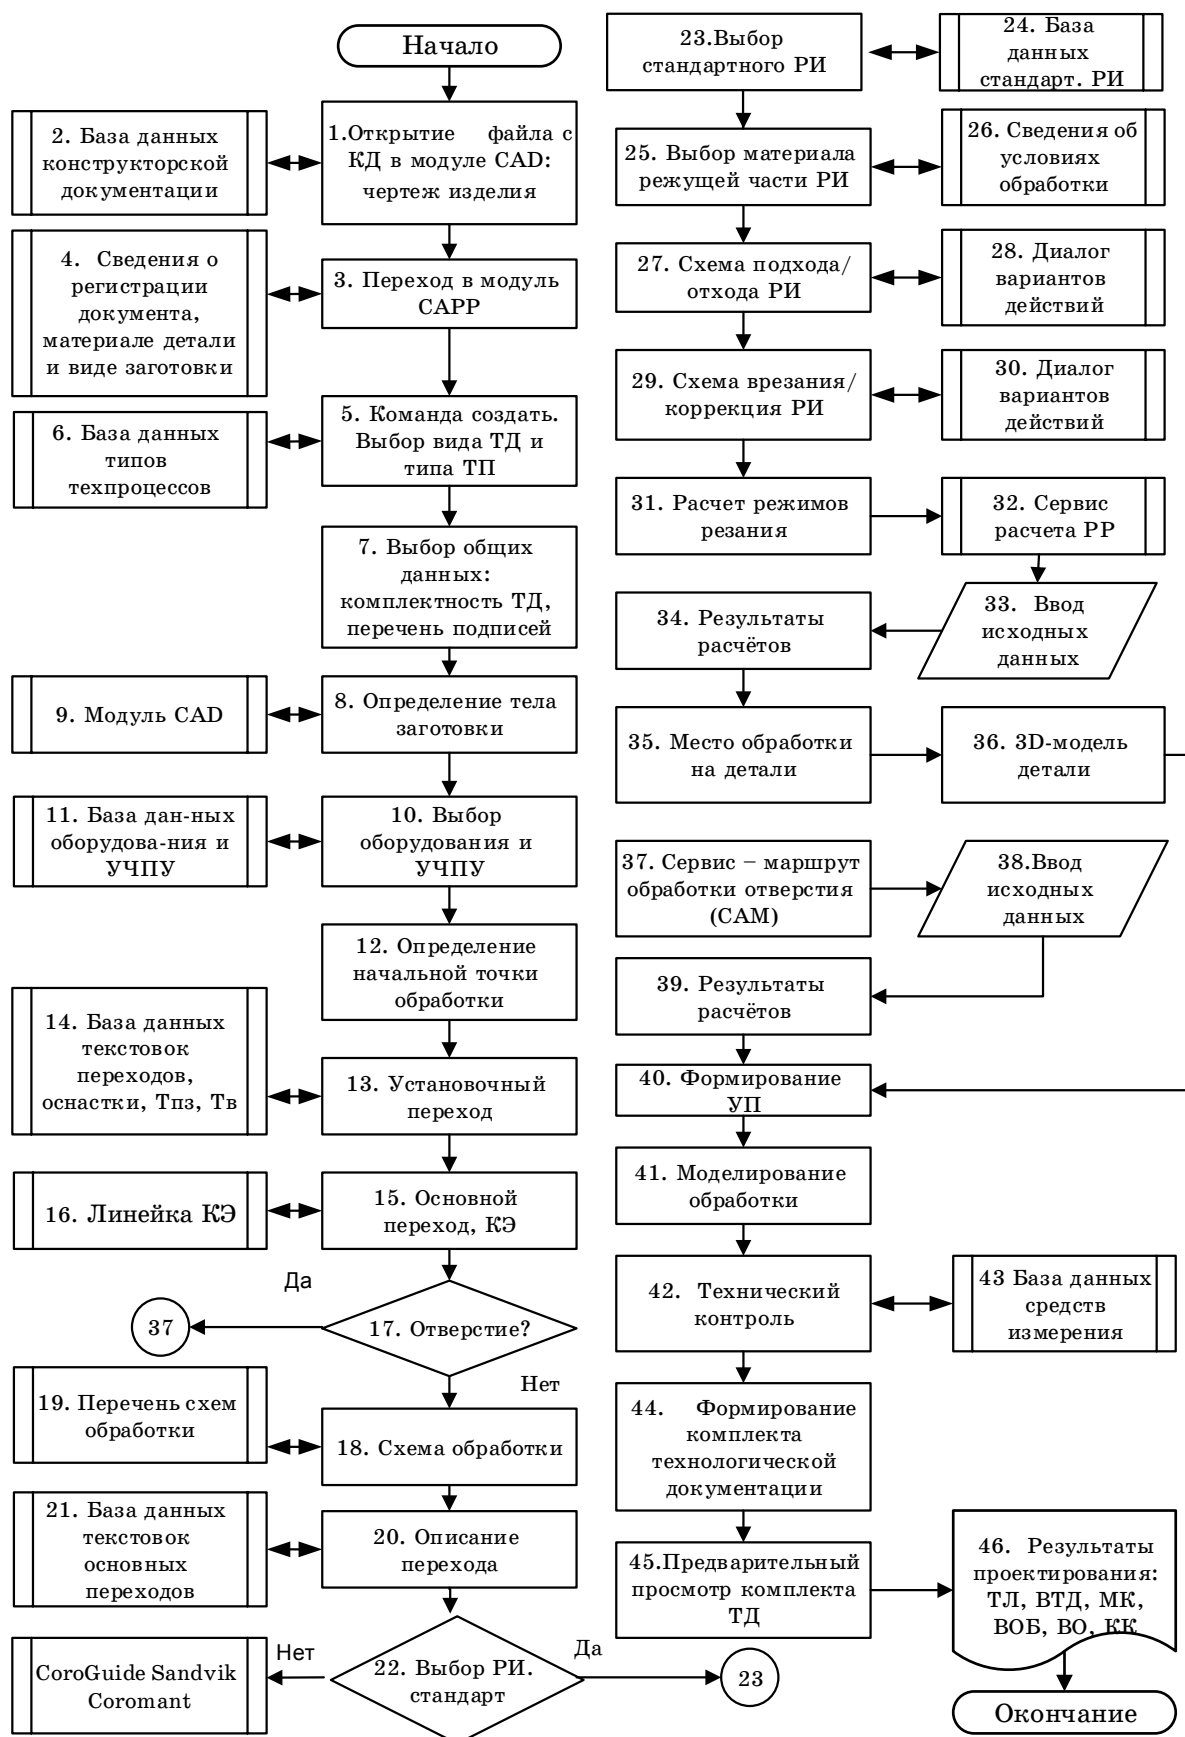 Начало
1.Открытие файла с
КД в модуле CAD:
чертеж изделия
2. База данных
конструкторской
документации
3. Переход в модуль
CAPP
4. Сведения о
регистрации
документа,
материале детали
и виде заготовки
5. Команда создать.
Выбор вида ТД и
типа ТП
6. База данных
типов
техпроцессов
7. Выбор общих
данных:
комплектность ТД,
перечень подписей
8. Определение тела
заготовки
9. Модуль CAD
10. Выбор
оборудования и
УЧПУ
11. База дан-ных
оборудова-ния и
УЧПУ
12. Определение
начальной точки
обработки
14. База данных
текстовок
переходов,
оснастки, Тпз, Тв
13. Установочный
переход
15. Основной
переход, КЭ
16. Линейка КЭ
Да
17. Отверстие?
37
Нет
19. Перечень схем
обработки
18. Схема обработки
21. База данных
текстовок
основных
переходов
20. Описание
перехода
22. Выбор РИ.
стандарт
Нет
Да
CoroGuide Sandvik
Coromant
23
23.Выбор
стандартного РИ
24. База
данных
стандарт. РИ
25. Выбор материала
режущей части РИ
26. Сведения об
условиях
обработки
27. Схема подхода/
отхода РИ
28. Диалог
вариантов
действий
29. Схема врезания/
коррекция РИ
30. Диалог
вариантов
действий
31. Расчет режимов
резания
32. Сервис
расчета РР
33. Ввод
исходных
данных
34. Результаты
расчётов
35. Место обработки
на детали
36. 3D-модель
детали
37. Сервис – маршрут
обработки отверстия
(CAM)
38.Ввод
исходных
данных
39. Результаты
расчётов
40. Формирование
УП
41. Моделирование
обработки
42. Технический
контроль
43 База данных
средств
измерения
44. Формирование
комплекта
технологической
документации
45.Предварительный
просмотр комплекта
ТД
46. Результаты
проектирования:
ТЛ, ВТД, МК,
ВОБ, ВО, КК
Окончание